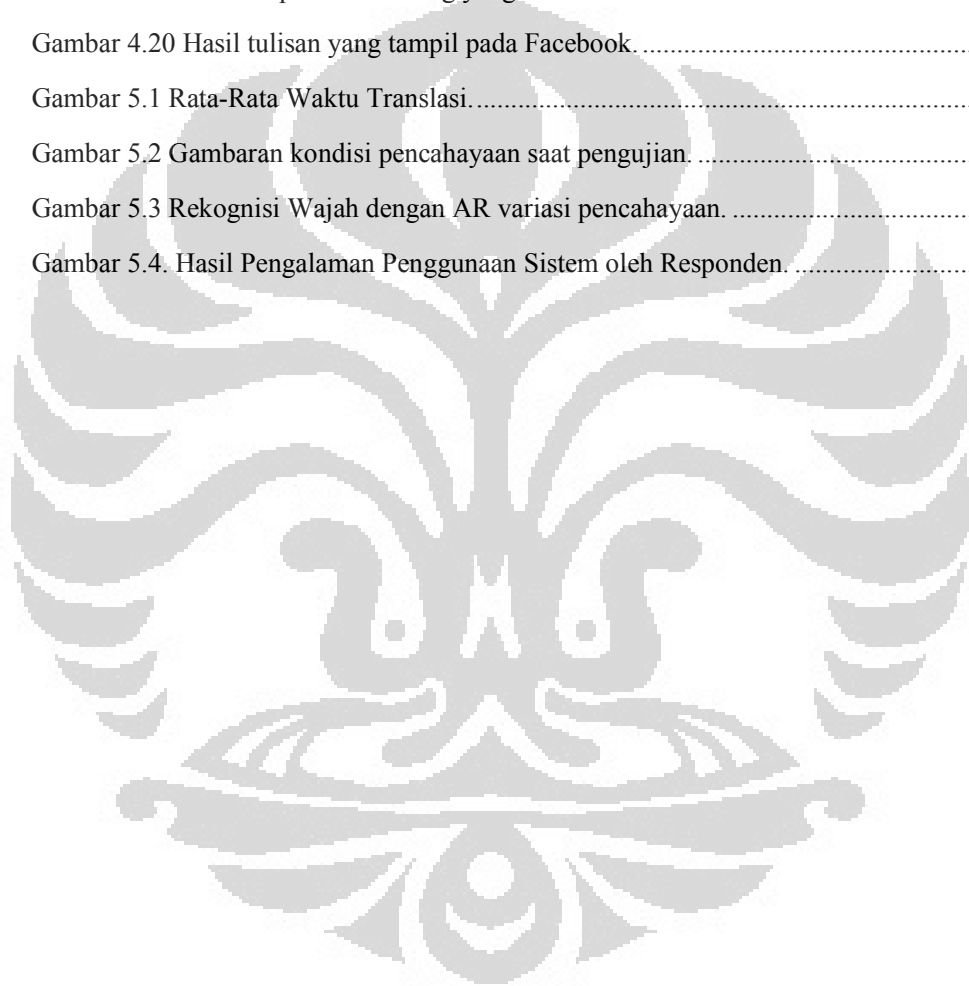 Gambar 4.20 Hasil tulisan yang tampil pada Facebook. ................................................
Gambar 5.1 Rata-Rata Waktu Translasi. .........................................................................
Gambar 5.2 Gambaran kondisi pencahayaan saat pengujian. ........................................
Gambar 5.3 Rekognisi Wajah dengan AR variasi pencahayaan. ...................................
Gambar 5.4. Hasil Pengalaman Penggunaan Sistem oleh Responden. ..........................